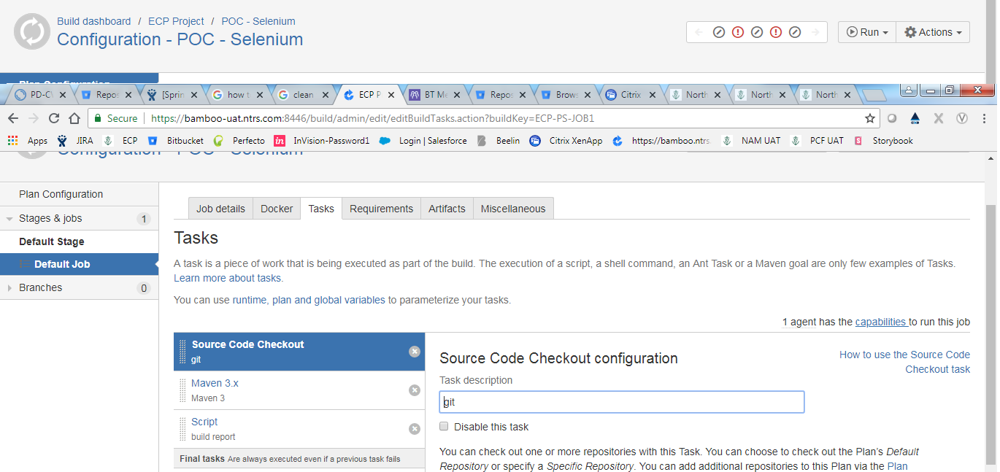 Build dashboard / ECP Project / POC - Selenium
Configuration - POC - Selenium
Run
Actions
PD-C
Repos
[Sprin
how t
clean
ECP P
BT Me
Repos
Brows
Citrix
North
North
North
Secure
https://bamboo-uat.ntrs.com:8446/build/admin/edit/editBuildTasks.action?buildKey=ECP-PS-JOB1
Apps
JIRA
ECP
Bitbucket
Perfecto
in
InVision-Password1
Login | Salesforce
Beelin
Citrix XenApp
https://bamboo.ntrs.
NAM UAT
PCF UAT
Storybook
Configuration - POC - Selenium
Plan Configuration
Stages & jobs 1
Default Stage
Default Job
Branches 0
Job details
Docker
Tasks
Requirements
Artifacts
Miscellaneous
Tasks
A task is a piece of work that is being executed as part of the build. The execution of a script, a shell command, an Ant Task or a Maven goal are only few examples of Tasks.
Learn more about tasks.
You can use runtime, plan and global variables to parameterize your tasks.
1 agent has the capabilities to run this job
Source Code Checkout
git
Maven 3.x
Maven 3
Script
build report
Final tasks Are always executed even if a previous task fails
Source Code Checkout configuration
How to use the Source Code
Checkout task
Task description
git
Disable this task
You can check out one or more repositories with this Task. You can choose to check out the Plan's Default
Repository or specify a Specific Repository. You can add additional repositories to this Plan via the Plan